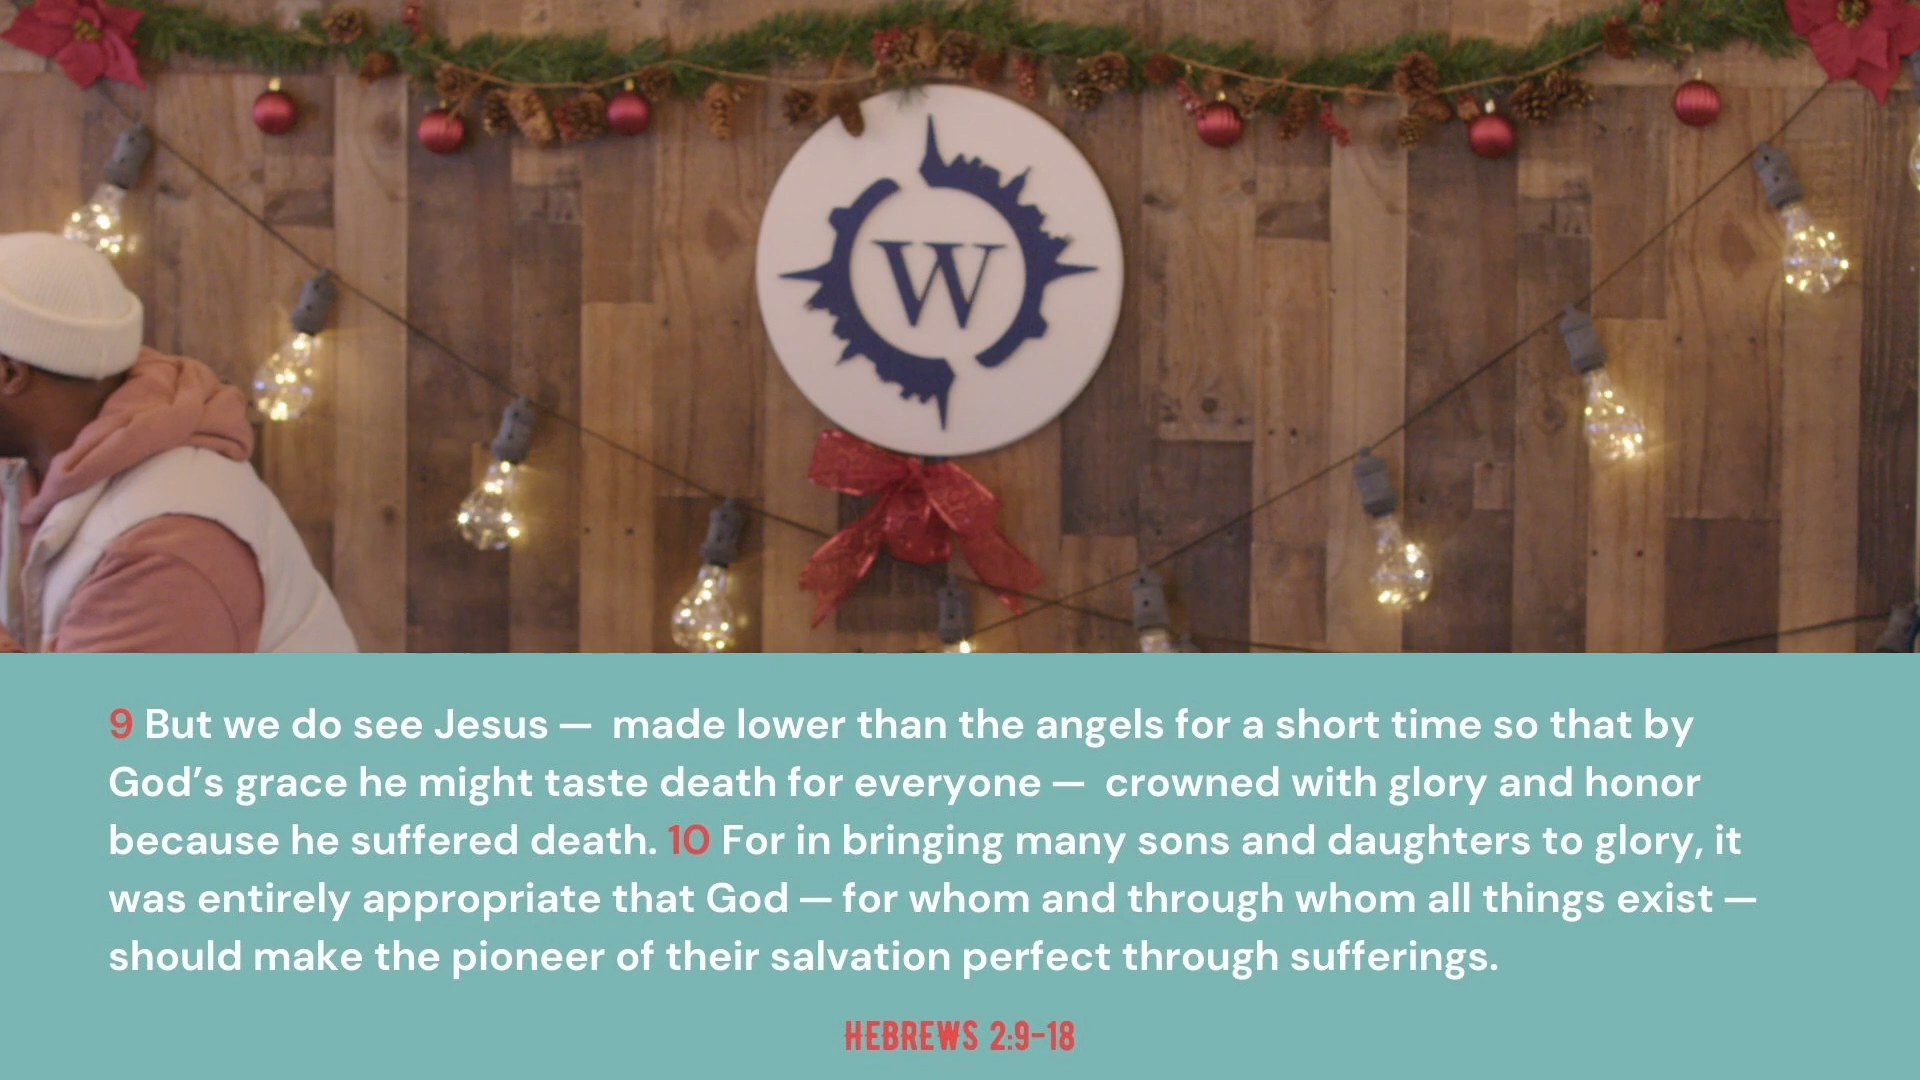 W
9 But we do see Jesus — made lower than the angels for a short time so that by
God’s grace he might taste death for everyone — crowned with glory and honor
because he suffered death. 10 For in bringing many sons and daughters to glory, it
was entirely appropriate that God — for whom and through whom all things exist —
should make the pioneer of their salvation perfect through sufferings.
HEBREWS 2:9-18